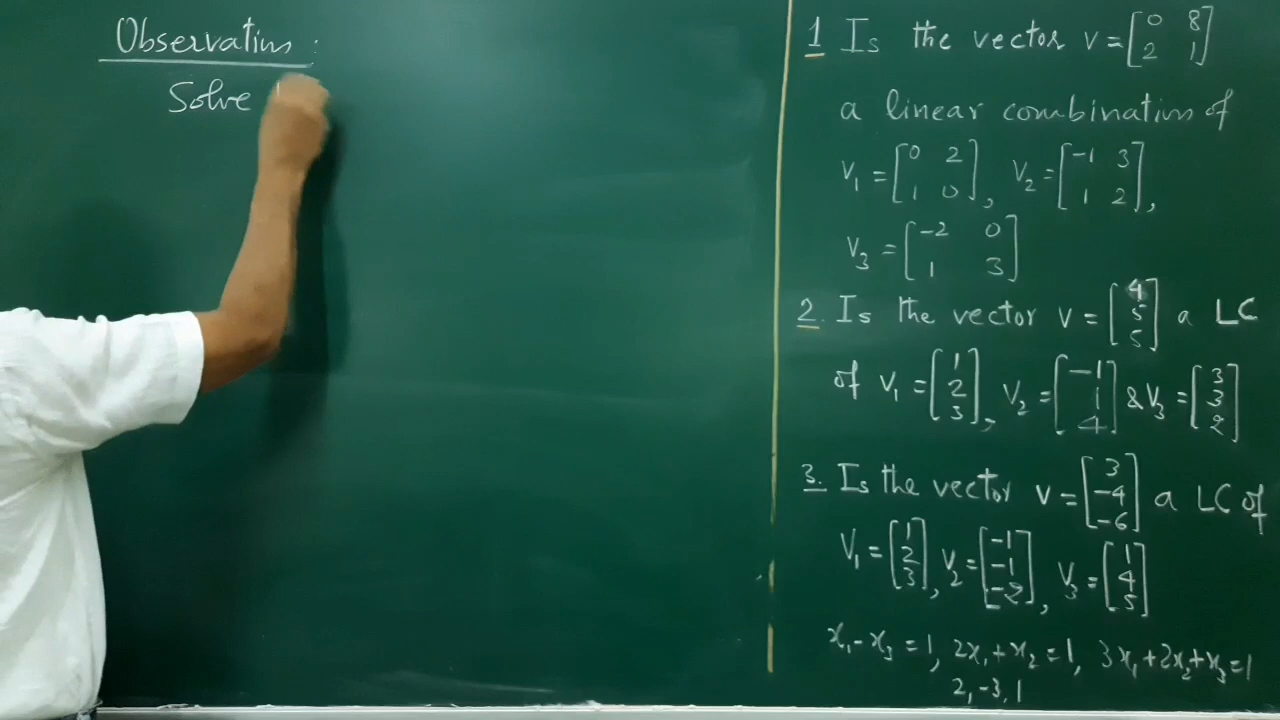 Observations :
Solve
1 Is the vector v = [0 8; 2 1]
a linear combination of
V₁ = [0 2; 1 0], V₂ = [-1 3; 1 2],
V₃ = [-2 0; 1 3]
2. Is the vector v = [4; 5; 5] a LC
of V₁ = [1; 2; 3], V₂ = [-1; 1; 4] & V₃ = [3; 3; 2]
3. Is the vector v = [3; -4; -6] a LC of
V₁ = [1; 2; 3], V₂ = [-1; -1; -2], V₃ = [1; 4; 5]
x₁ - x₃ = 1, 2x₁ + x₂ = 1, 3x₁ + 2x₂ + x₃ = 1
2, -3, 1